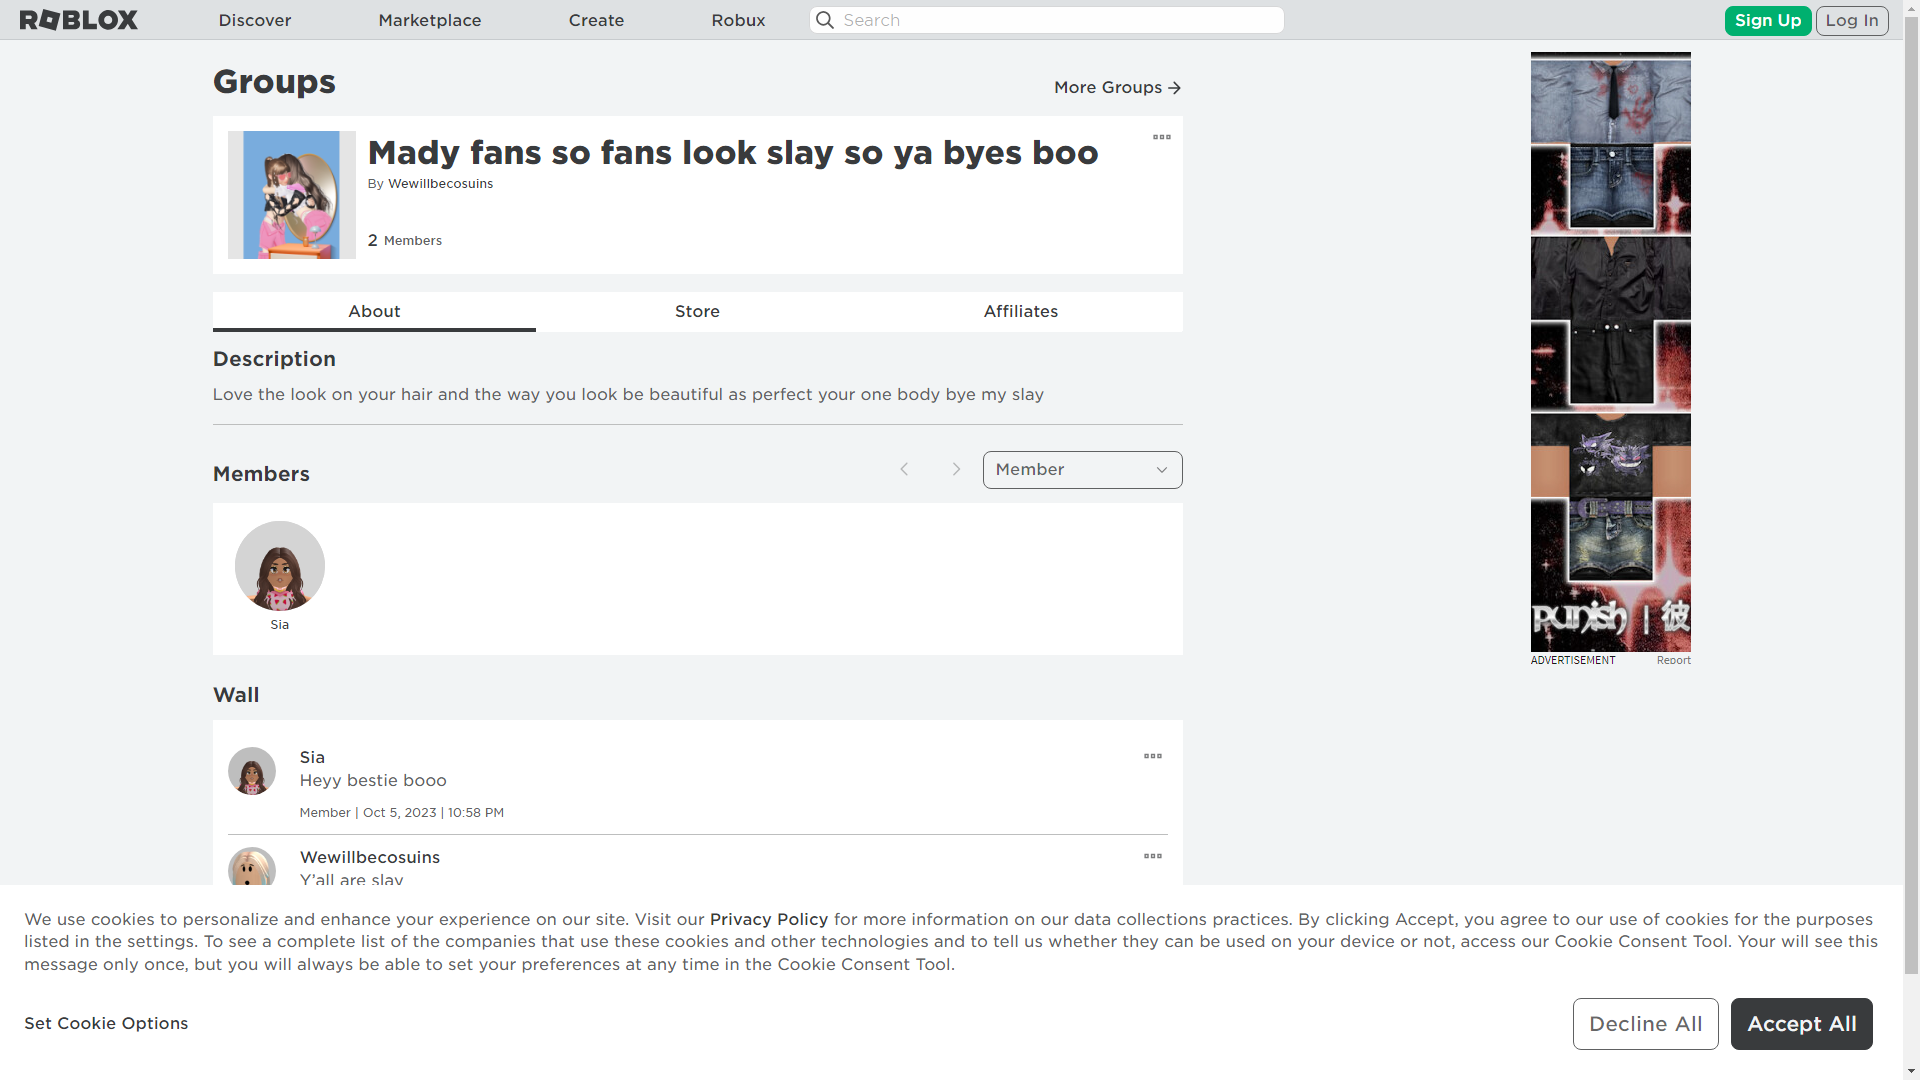 ROBLOX
Discover
Marketplace
Create
Robux
Search
Sign Up
Log In
Groups
More Groups
Mady fans so fans look slay so ya byes boo
By Wewillbecosuins
2 Members
About
Store
Affiliates
Description
Love the look on your hair and the way you look be beautiful as perfect your one body bye my slay
Members
Member
Sia
Wall
Sia
Heyy bestie booo
Member | Oct 5, 2023 | 10:58 PM
Wewillbecosuins
Y'all are slay
punish | 彼
ADVERTISEMENT
Report
We use cookies to personalize and enhance your experience on our site. Visit our Privacy Policy for more information on our data collections practices. By clicking Accept, you agree to our use of cookies for the purposes
listed in the settings. To see a complete list of the companies that use these cookies and other technologies and to tell us whether they can be used on your device or not, access our Cookie Consent Tool. Your will see this
message only once, but you will always be able to set your preferences at any time in the Cookie Consent Tool.
Set Cookie Options
Decline All
Accept All